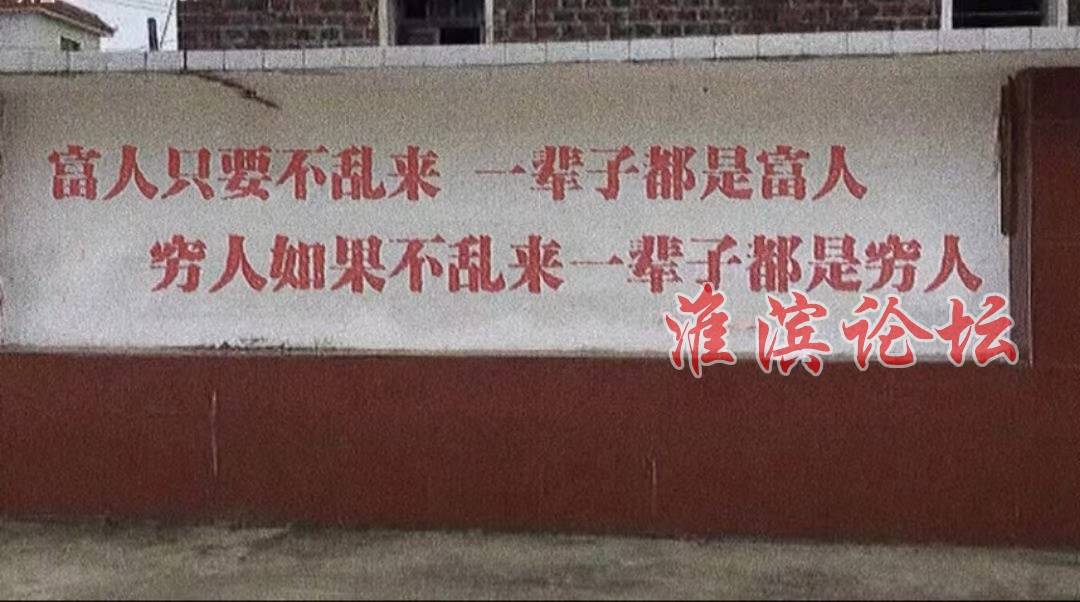 富人只要不乱来 一辈子都是富人
穷人如果不乱来一辈子都是穷人
淮滨论坛